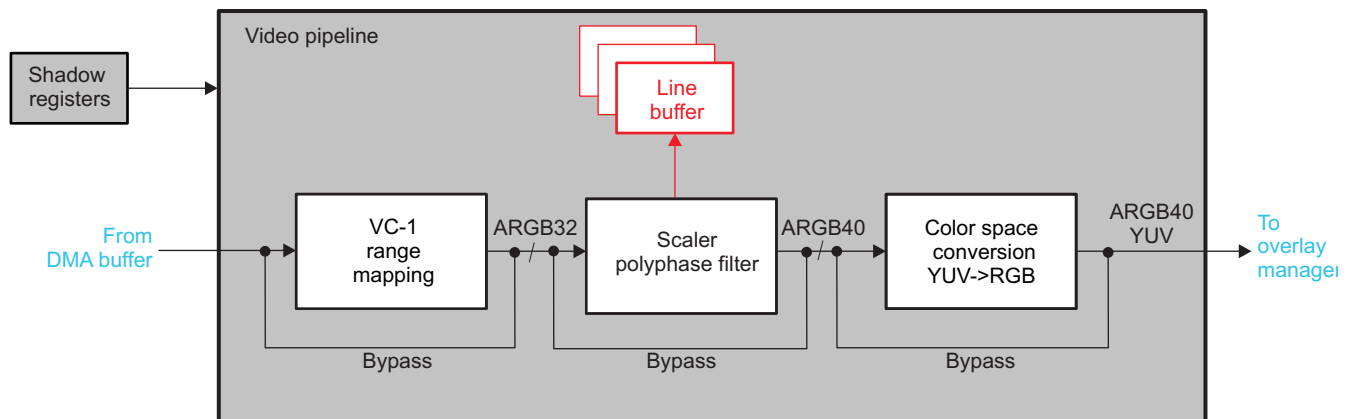 Video pipeline
Shadow
registers
Line
buffer
From
DMA buffer
VC-1
range
mapping
ARGB32
Scaler
polyphase filter
ARGB40
Color space
conversion
YUV->RGB
ARGB40
YUV
To
overlay
manager
Bypass
Bypass
Bypass